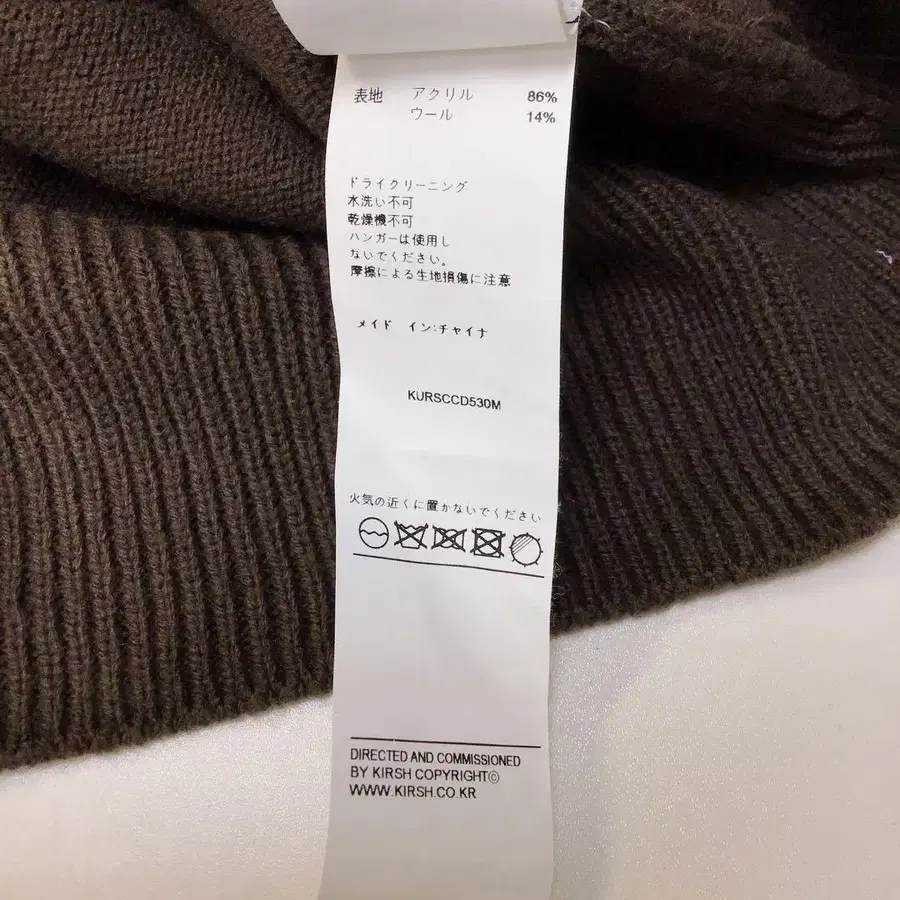 表地 アクリル 86%
ウール 14%
ドライクリーニング
水洗い不可
乾燥機不可
ハンガーは使用し
ないでください。
摩擦による生地損傷に注意
メイド イン:チャイナ
KURSCCD530M
火気の近くに置かないでください
DIRECTED AND COMMISSIONED
BY KIRSH COPYRIGHT©
WWW.KIRSH.CO.KR